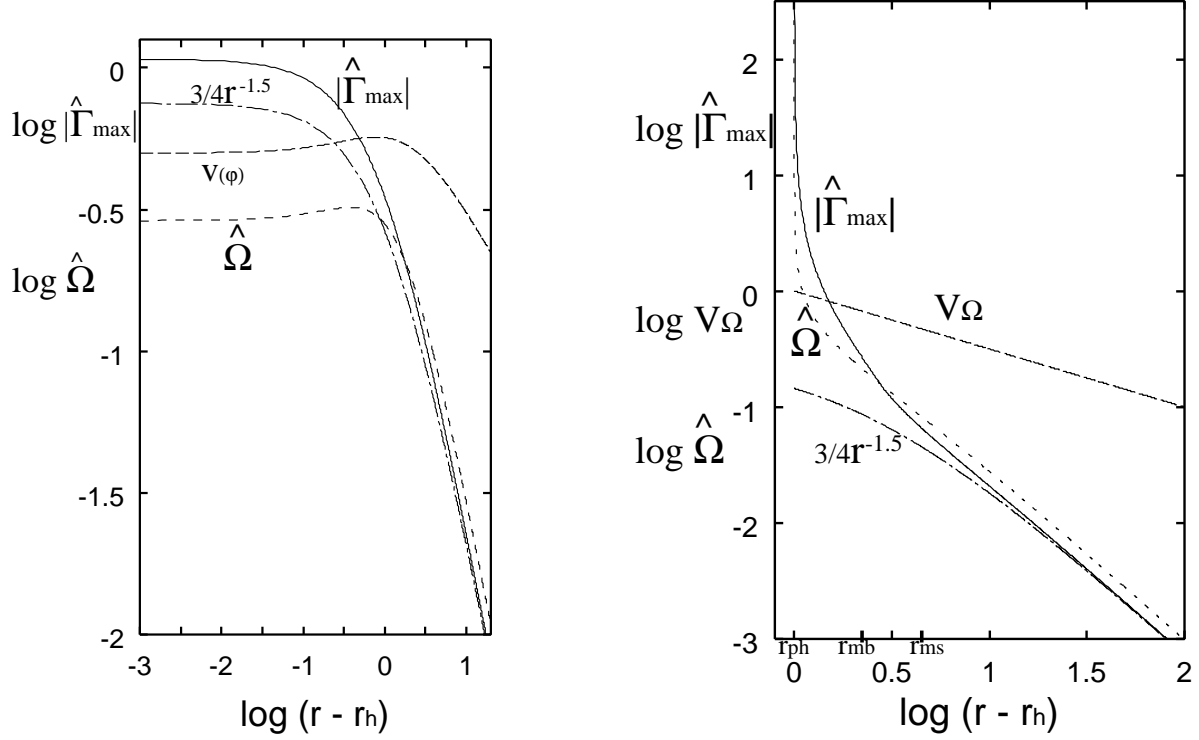 0
-0.5
-1
-1.5
-2
-3
-2
-1
0
1
log |Γ̂max|
log Ω̂
3/4r-1.5
|Γ̂max|
V(φ)
Ω̂
log (r - rh)
2
1
0
-1
-2
-3
rph
rmb
rms
0
0.5
1
1.5
2
log |Γ̂max|
log VΩ
log Ω̂
|Γ̂max|
VΩ
Ω̂
3/4r-1.5
log (r - rh)